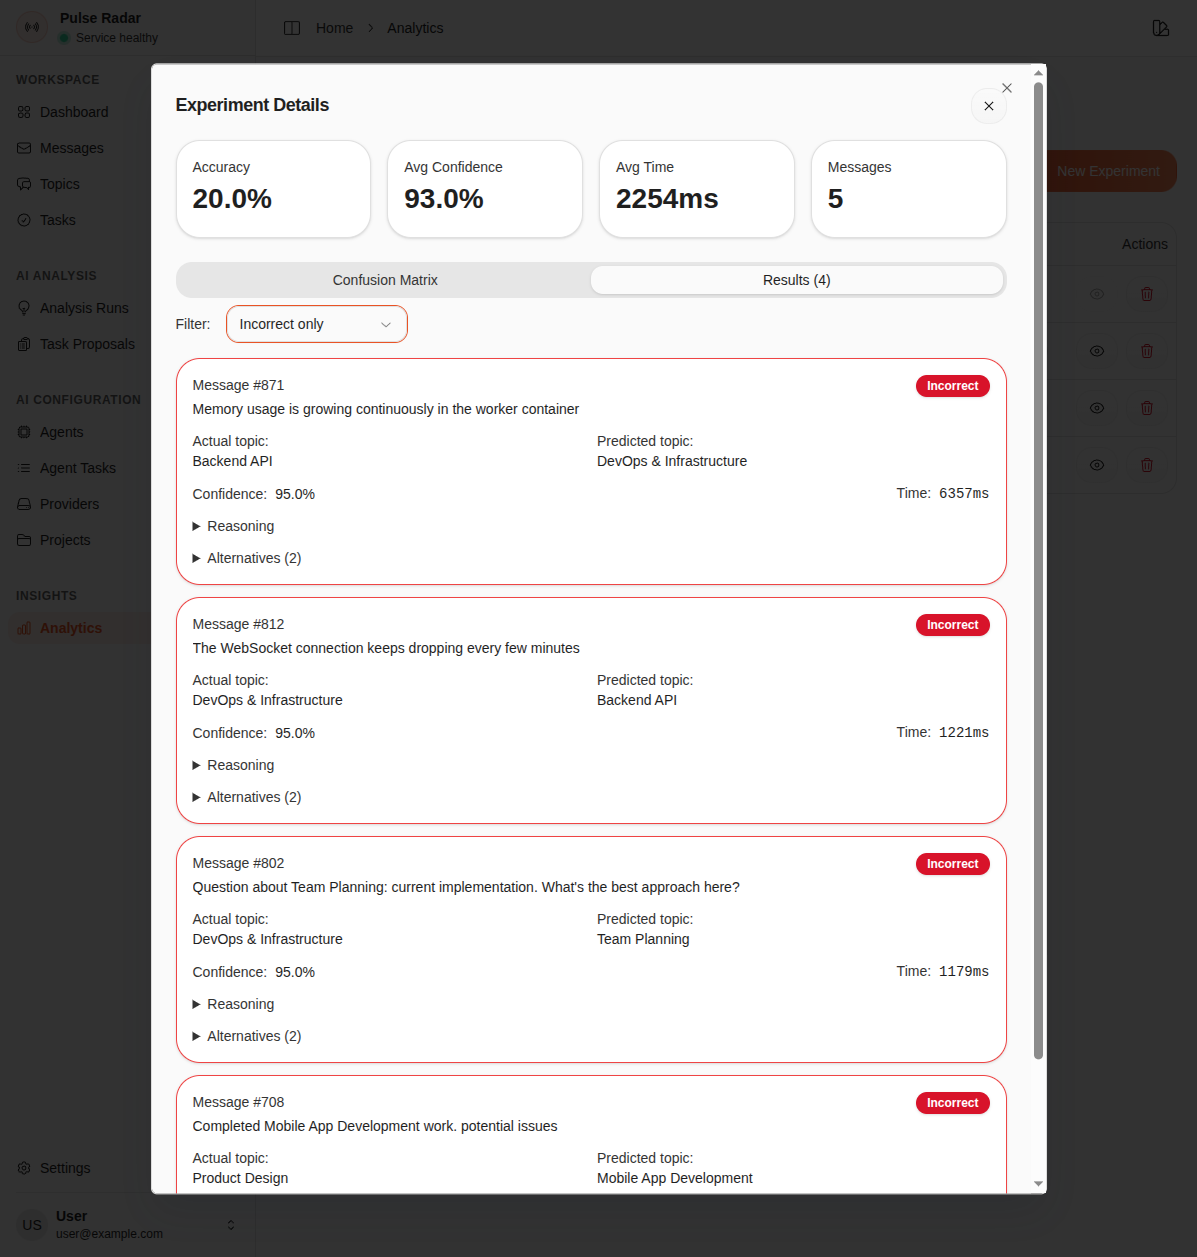 Pulse Radar
Service healthy
Home
Analytics
WORKSPACE
Dashboard
Messages
Topics
Tasks
AI ANALYSIS
Analysis Runs
Task Proposals
AI CONFIGURATION
Agents
Agent Tasks
Providers
Projects
INSIGHTS
Analytics
Settings
US
User
user@example.com
New Experiment
Actions
Experiment Details
Accuracy
20.0%
Avg Confidence
93.0%
Avg Time
2254ms
Messages
5
Confusion Matrix
Results (4)
Filter:
Incorrect only
Message #871
Incorrect
Memory usage is growing continuously in the worker container
Actual topic:
Predicted topic:
Backend API
DevOps & Infrastructure
Confidence: 95.0%
Time: 6357ms
Reasoning
Alternatives (2)
Message #812
Incorrect
The WebSocket connection keeps dropping every few minutes
Actual topic:
Predicted topic:
DevOps & Infrastructure
Backend API
Confidence: 95.0%
Time: 1221ms
Reasoning
Alternatives (2)
Message #802
Incorrect
Question about Team Planning: current implementation. What's the best approach here?
Actual topic:
Predicted topic:
DevOps & Infrastructure
Team Planning
Confidence: 95.0%
Time: 1179ms
Reasoning
Alternatives (2)
Message #708
Incorrect
Completed Mobile App Development work. potential issues
Actual topic:
Predicted topic:
Product Design
Mobile App Development